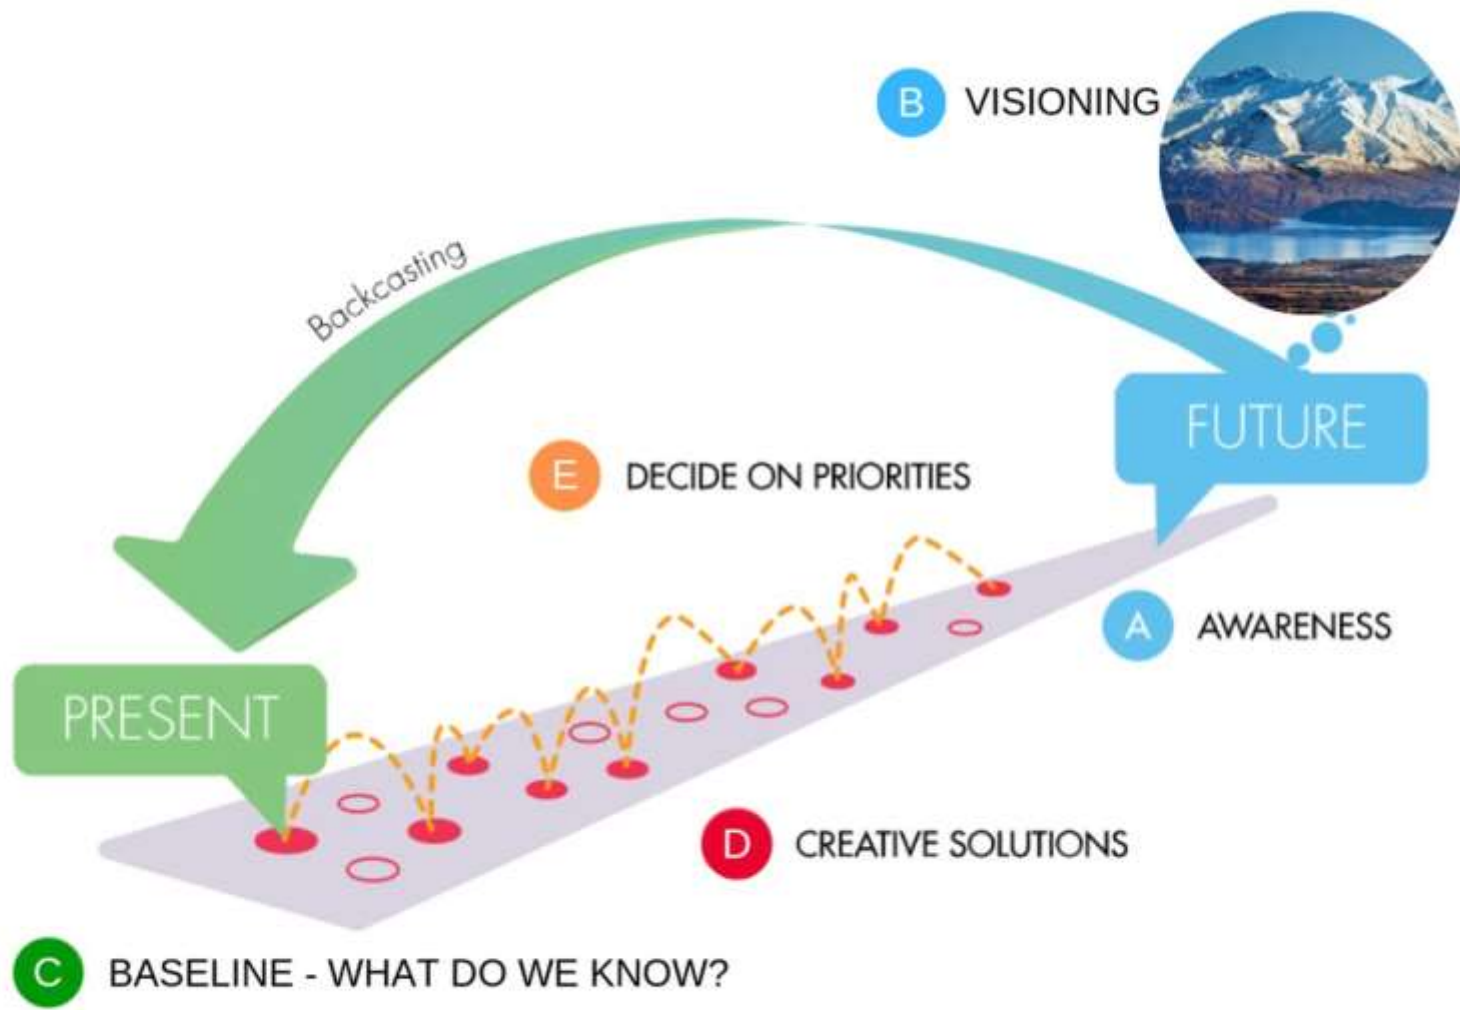 B VISIONING
Backcasting
FUTURE
E DECIDE ON PRIORITIES
A AWARENESS
PRESENT
D CREATIVE SOLUTIONS
C BASELINE - WHAT DO WE KNOW?